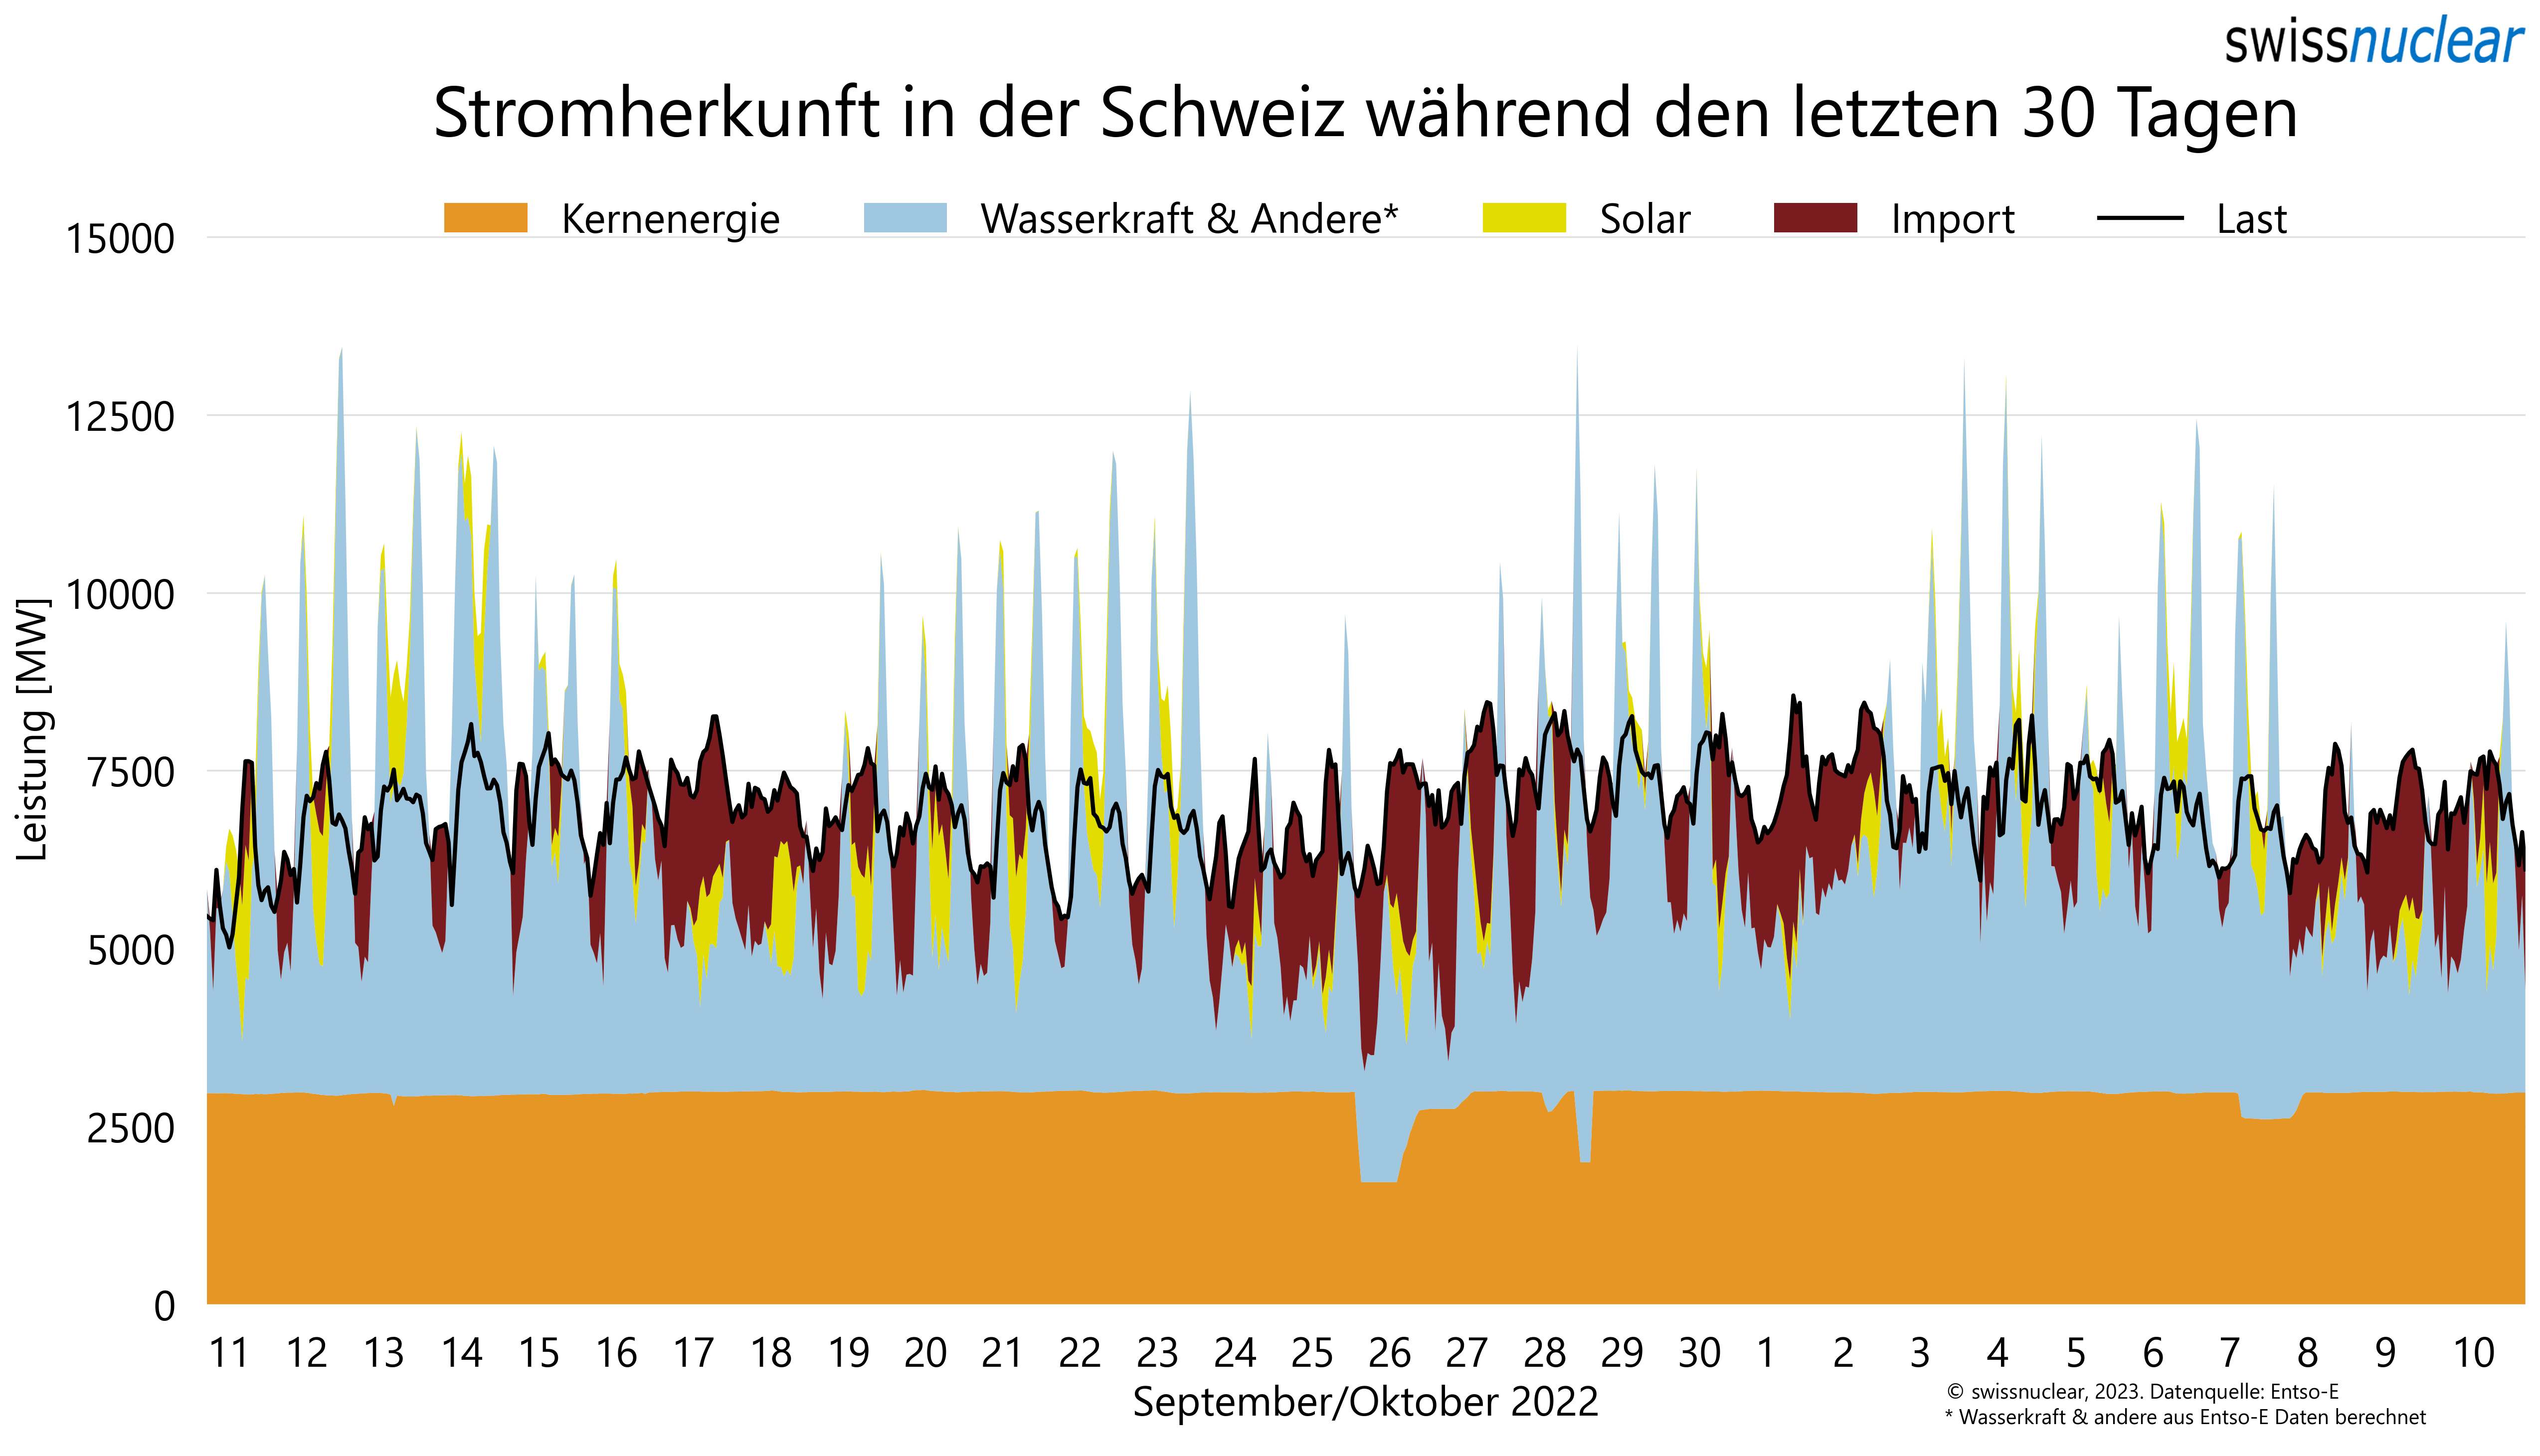 swissnuclear
Stromherkunft in der Schweiz während den letzten 30 Tagen
Kernenergie Wasserkraft & Andere* Solar Import Last
15000
12500
10000
7500
5000
2500
0
Leistung [MW]
11 12 13 14 15 16 17 18 19 20 21 22 23 24 25 26 27 28 29 30 1 2 3 4 5 6 7 8 9 10
September/Oktober 2022
© swissnuclear, 2023. Datenquelle: Entso-E
* Wasserkraft & andere aus Entso-E Daten berechnet